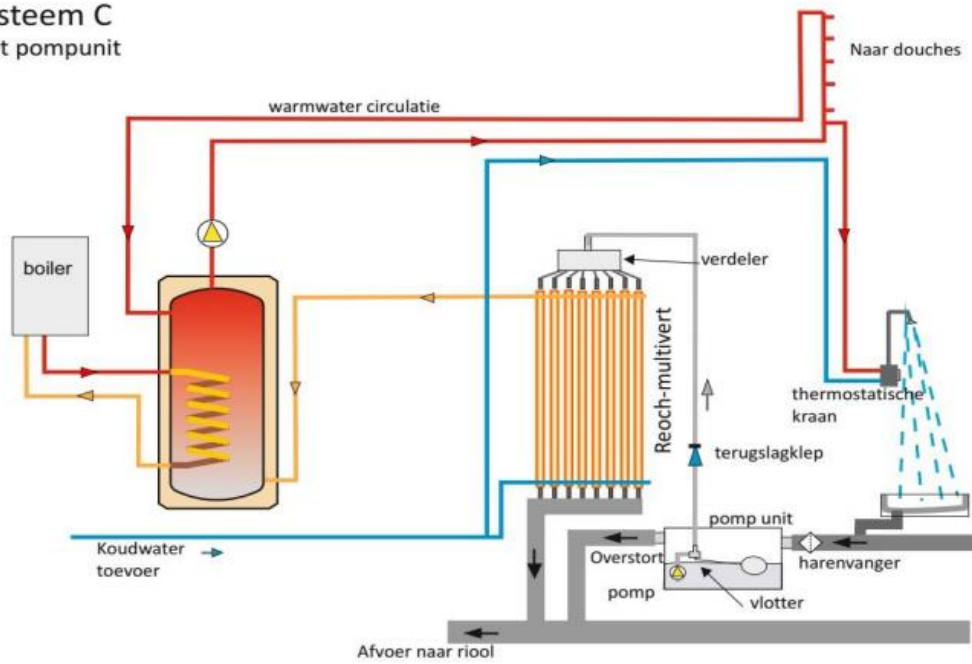 steem C
t pompunit
Naar douches
warmwater circulatie
boiler
verdeler
Reoch-multivert
thermostatische
kraan
terugslagklep
pomp unit
Koudwater
toevoer
Overstort
harenvanger
pomp
vlotter
Afvoer naar riool